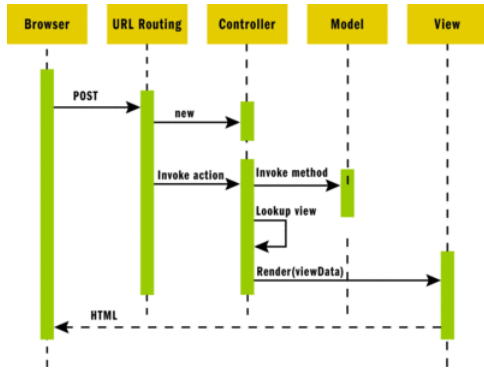 Browser
URL Routing
Controller
Model
View
POST
new
Invoke action
Invoke method
Lookup view
Render(viewData)
HTML